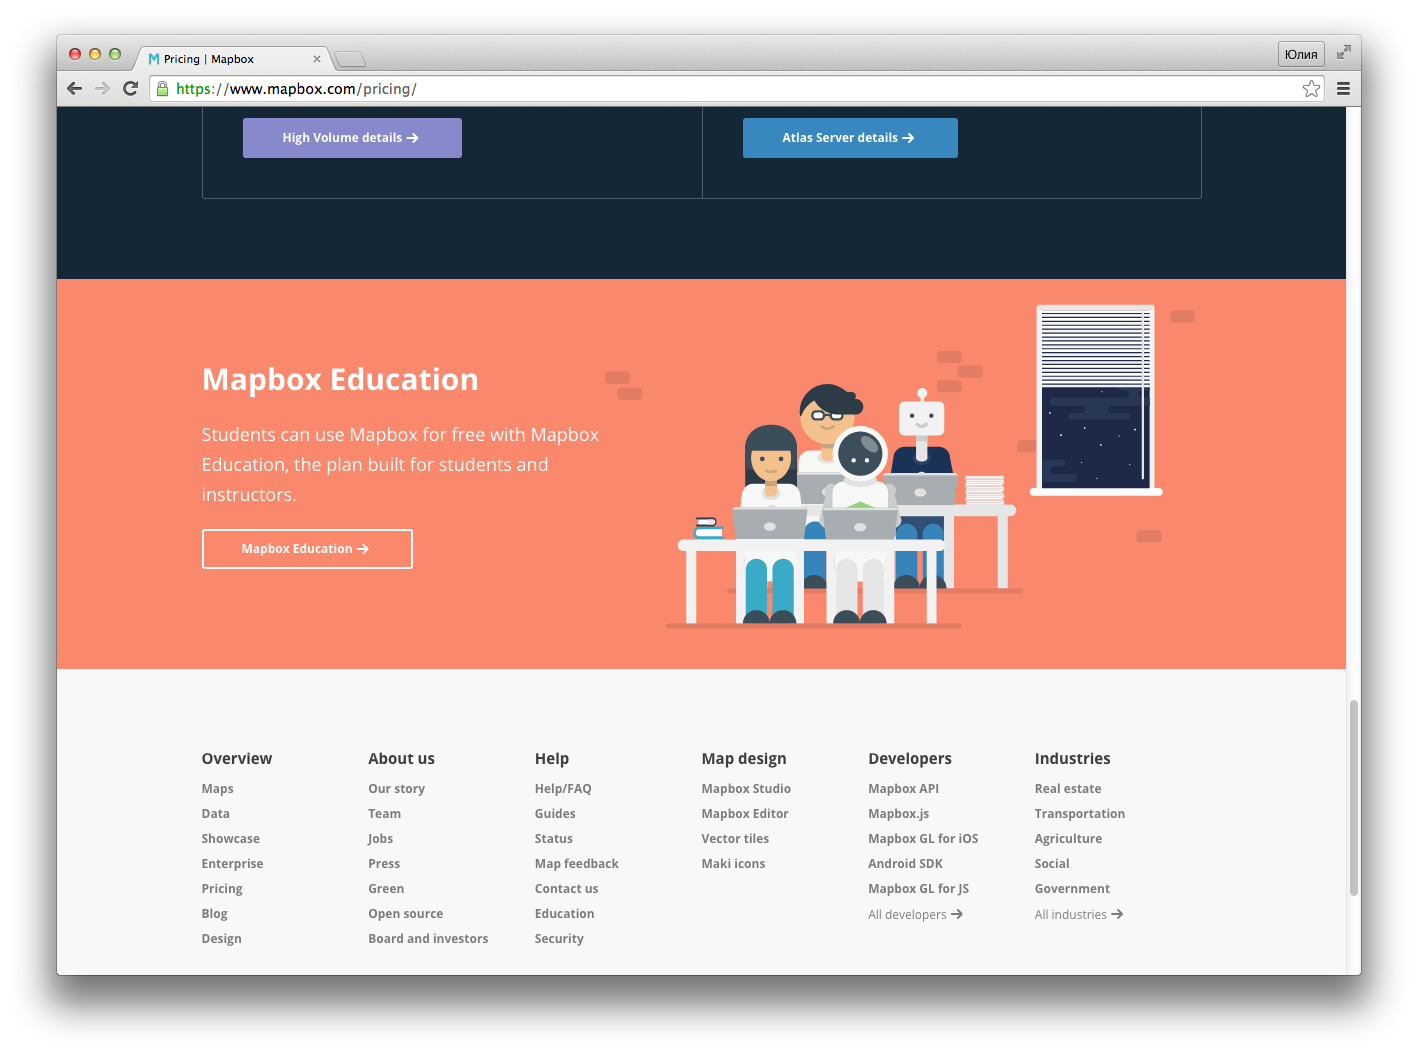 Pricing | Mapbox
Юлия
https://www.mapbox.com/pricing/
High Volume details →
Atlas Server details →
Mapbox Education
Students can use Mapbox for free with Mapbox
Education, the plan built for students and
instructors.
Mapbox Education →
Overview
Maps
Data
Showcase
Enterprise
Pricing
Blog
Design
About us
Our story
Team
Jobs
Press
Green
Open source
Board and investors
Help
Help/FAQ
Guides
Status
Map feedback
Contact us
Education
Security
Map design
Mapbox Studio
Mapbox Editor
Vector tiles
Maki icons
Developers
Mapbox API
Mapbox.js
Mapbox GL for iOS
Android SDK
Mapbox GL for JS
All developers →
Industries
Real estate
Transportation
Agriculture
Social
Government
All industries →